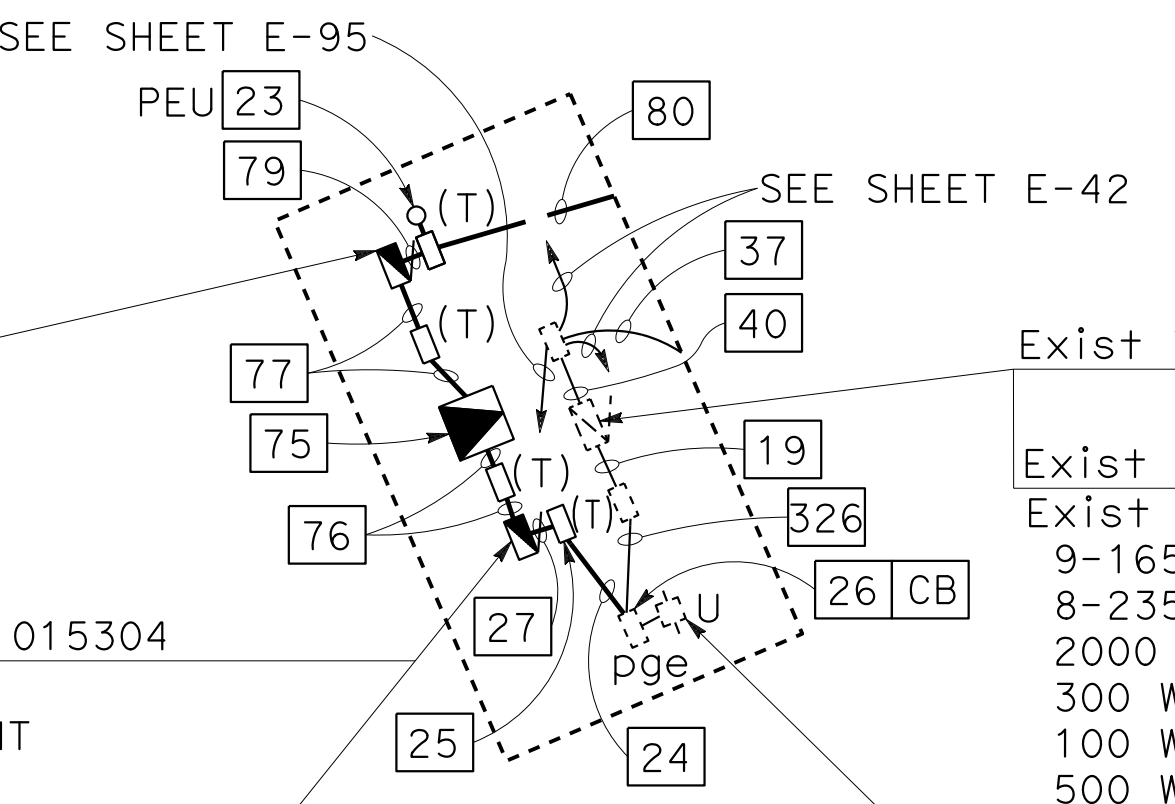 SEE SHEET E-95
PEU 23
80
79
(T)
SEE SHEET E-42
37
(T)
40
Exist
77
75
19
Exist
(T)
Exist
76
(T)
326
9-165
26 CB
8-235
27
U
015304
2000
pge
300 W
25
24
100 W
500 W